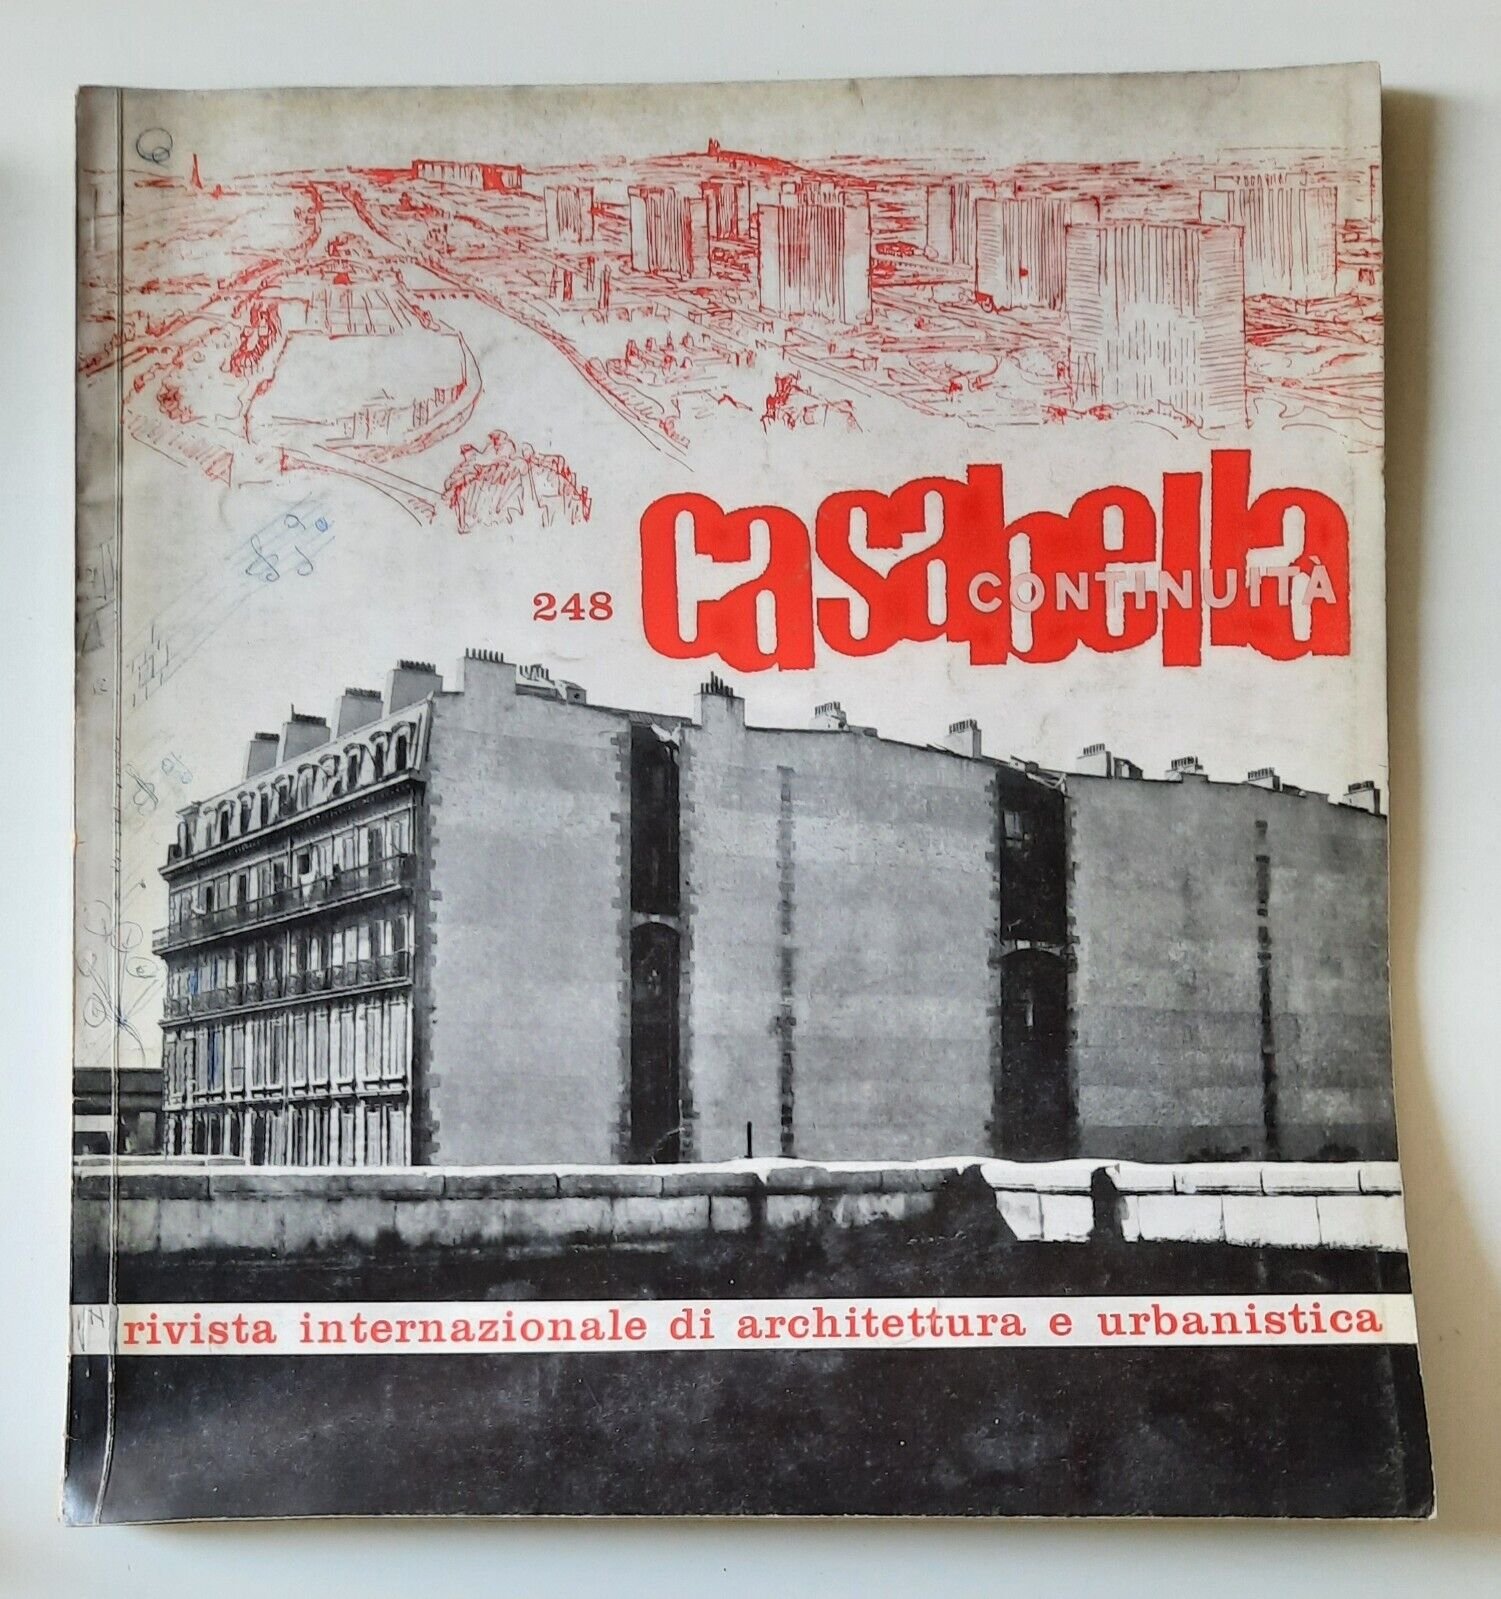 casabella
CONTINUITÀ
248
rivista internazionale di architettura e urbanistica